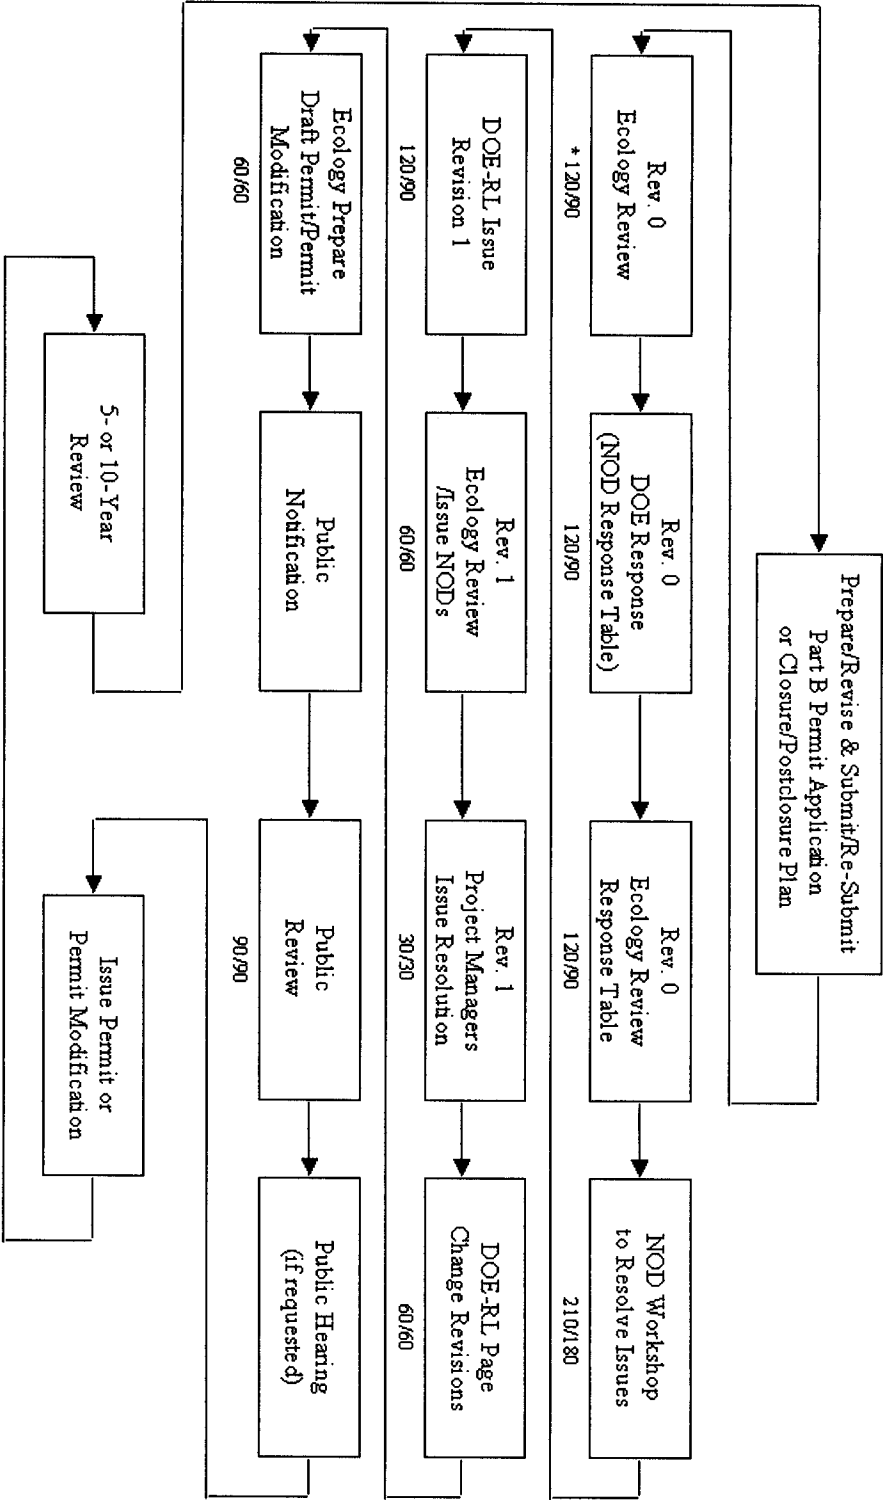 Prepare/Revise & Submit/Re-Submit
Part B Permit Application
or Closure/Postclosure Plan
Rev. 0
Ecology Review
* 120/90
Rev. 0
DOE Response
(NOD Response Table)
120/90
Rev. 0
Ecology Review
Response Table
120/90
NOD Workshop
to Resolve Issues
210/180
DOE-RL Issue
Revision 1
120/90
Rev. 1
Ecology Review
/Issue NODs
60/60
Rev. 1
Project Managers
Issue Resolution
30/30
DOE-RL Page
Change Revisions
60/60
Ecology Prepare
Draft Permit/Permit
Modification
60/60
Public
Notification
Public
Review
90/90
Public Hearing
(if requested)
5- or 10-Year
Review
Issue Permit or
Permit Modification